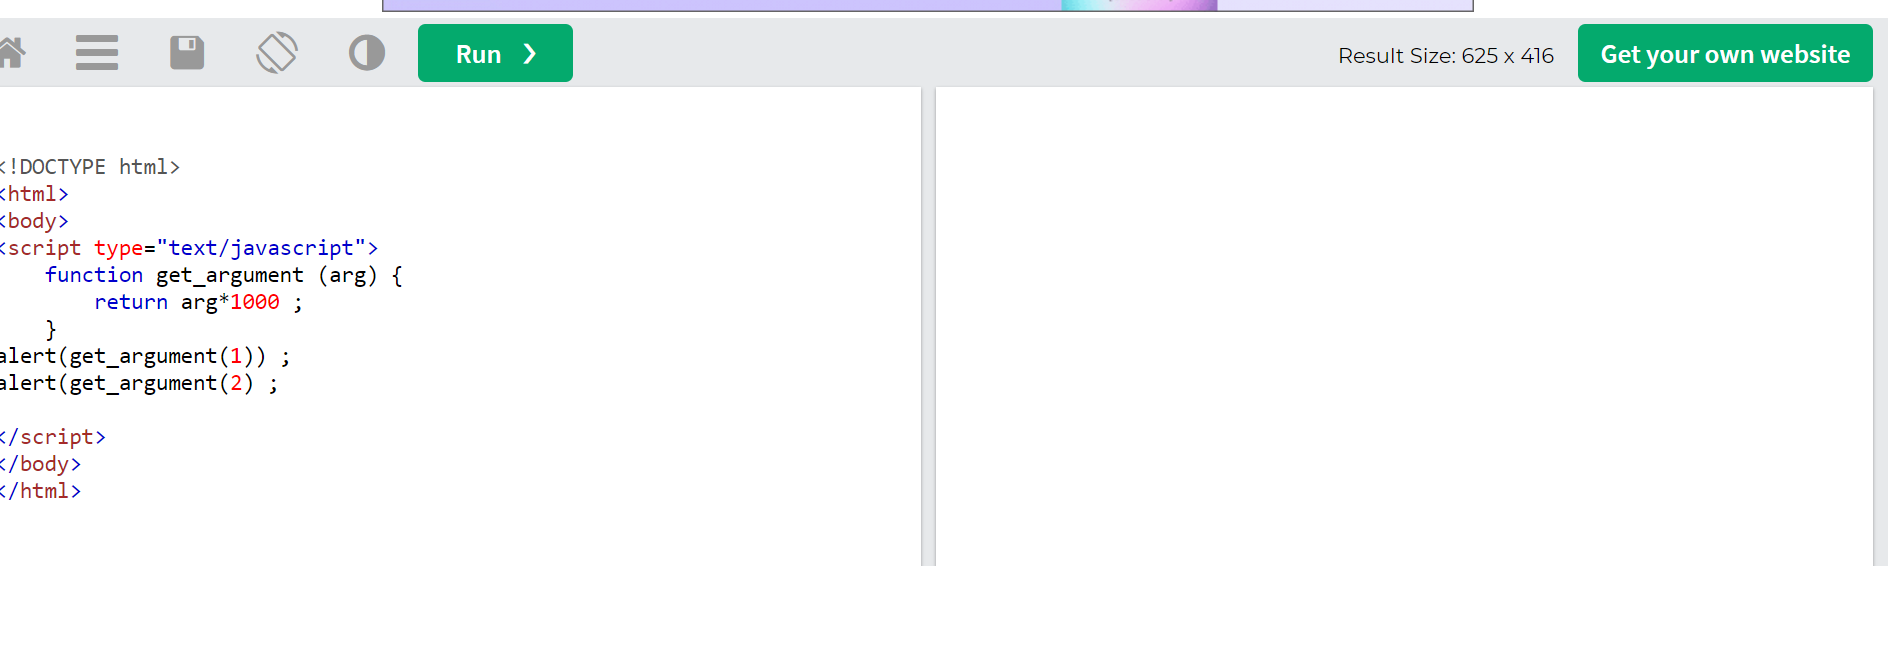 Run ❯
Result Size: 625 x 416
Get your own website
<!DOCTYPE html>
<html>
<body>
<script type="text/javascript">
    function get_argument (arg) {
        return arg*1000 ;
    }
alert(get_argument(1)) ;
alert(get_argument(2) ;
</script>
</body>
</html>